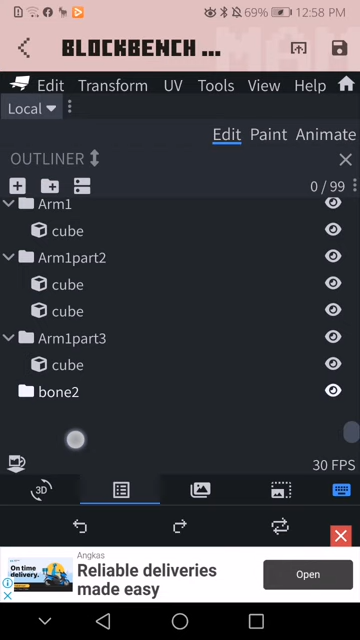 69% 12:58 PM
BLOCKBENCH ...
Edit Transform UV Tools View Help
Local
Edit Paint Animate
OUTLINER
0 / 99
Arm1
cube
Arm1part2
cube
cube
Arm1part3
cube
bone2
30 FPS
3D
Angkas
On time delivery.
Reliable deliveries made easy
Open